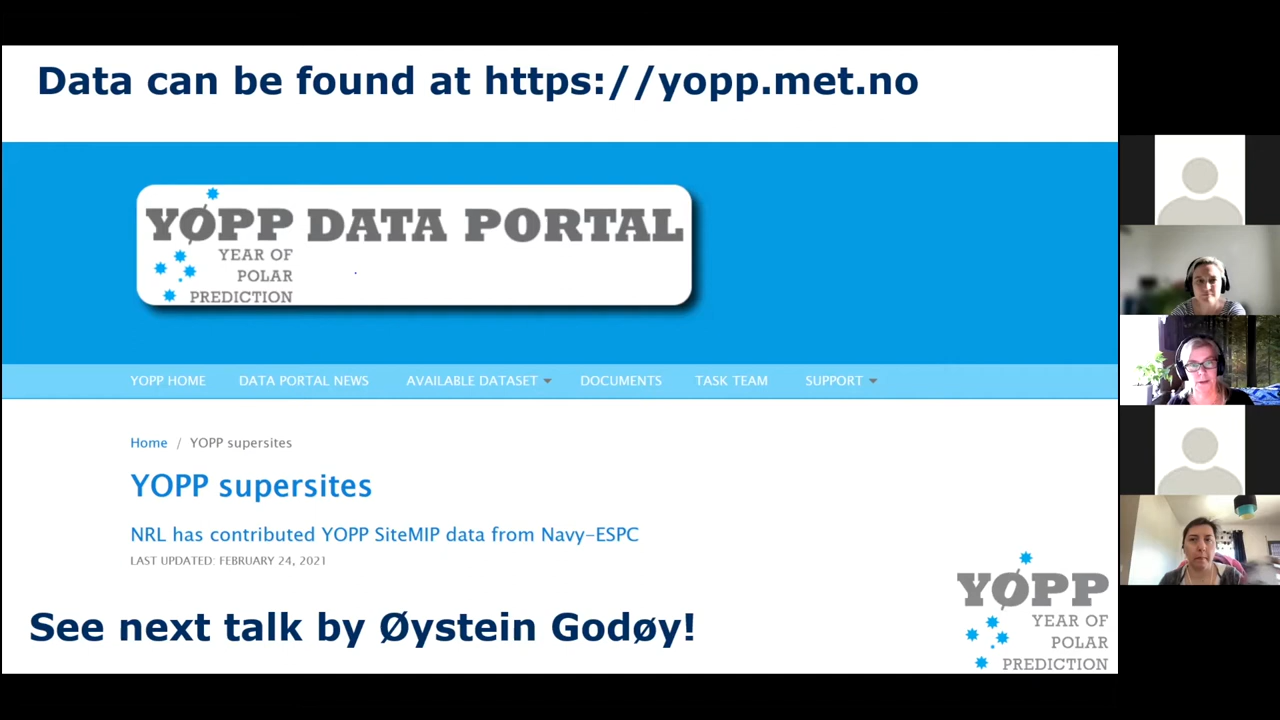 Data can be found at https://yopp.met.no
YØPP DATA PORTAL
YEAR OF
POLAR
PREDICTION
YOPP HOME DATA PORTAL NEWS AVAILABLE DATASET DOCUMENTS TASK TEAM SUPPORT
Home / YOPP supersites
YOPP supersites
NRL has contributed YOPP SiteMIP data from Navy-ESPC
LAST UPDATED: FEBRUARY 24, 2021
See next talk by Øystein Godøy!
YØPP
YEAR OF
POLAR
PREDICTION